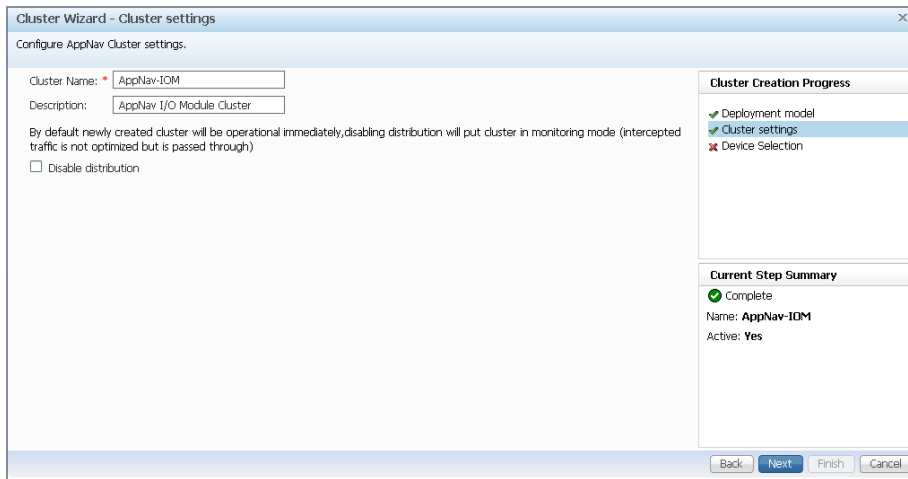 Cluster Wizard - Cluster settings
Configure AppNav Cluster settings.
Cluster Name: * AppNav-IOM
Description: AppNav I/O Module Cluster
By default newly created cluster will be operational immediately,disabling distribution will put cluster in monitoring mode (intercepted
traffic is not optimized but is passed through)
Disable distribution
Cluster Creation Progress
Deployment model
Cluster settings
Device Selection
Current Step Summary
Complete
Name: AppNav-IOM
Active: Yes
Back Next Finish Cancel